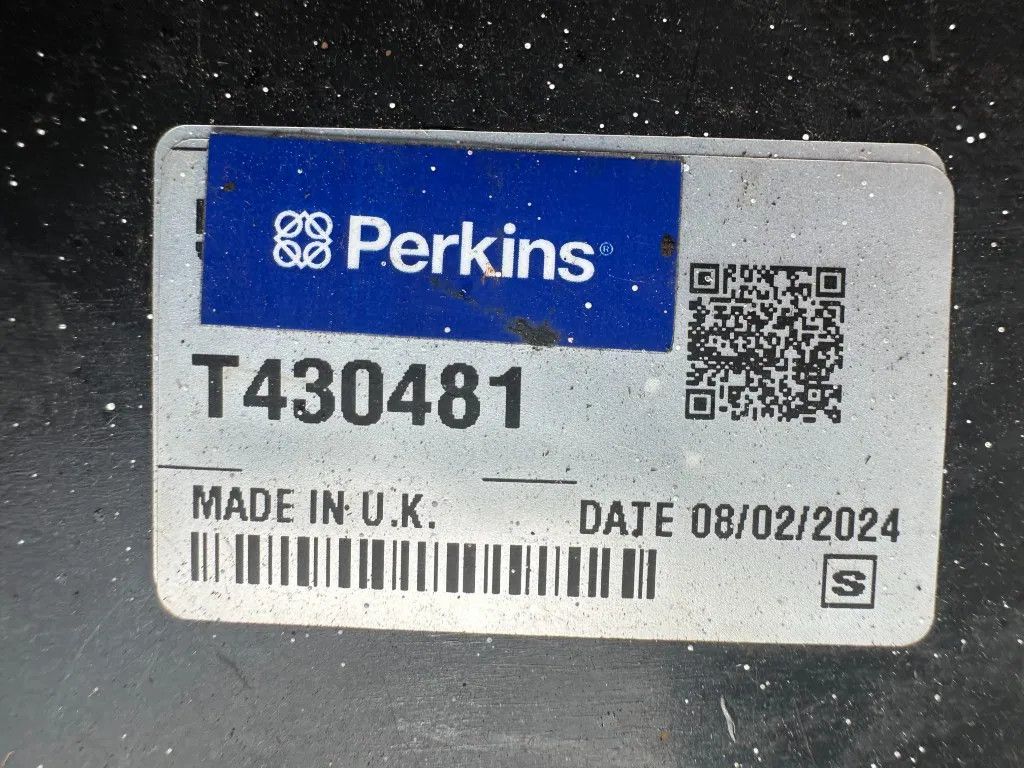 Perkins®
T430481
MADE IN U.K.
DATE 08/02/2024
S